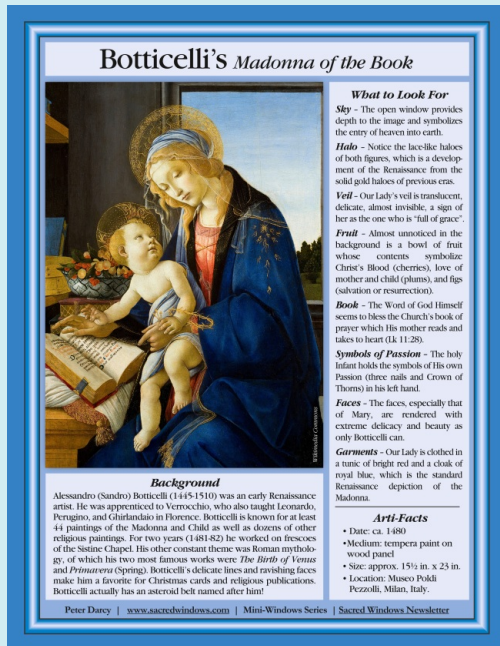 Botticelli's Madonna of the Book
What to Look For
Sky – The open window provides
depth to the image and symbolizes
the entry of heaven into earth.
Halo – Notice the lace-like haloes
of both figures, which is a develop-
ment of the Renaissance from the
solid gold haloes of previous eras.
Veil – Our Lady's veil is translucent,
delicate, almost invisible, a sign of
her as the one who is "full of grace".
Fruit – Almost unnoticed in the
background is a bowl of fruit
whose contents symbolize
Christ's Blood (cherries), love of
mother and child (plums), and figs
(salvation or resurrection).
Book – The Word of God Himself
seems to bless the Church's book of
prayer which His mother reads and
takes to heart (Lk 11:28).
Symbols of Passion – The holy
Infant holds the symbols of His own
Passion (three nails and Crown of
Thorns) in his left hand.
Faces – The faces, especially that
of Mary, are rendered with
extreme delicacy and beauty as
only Botticelli can.
Garments – Our Lady is clothed in
a tunic of bright red and a cloak of
royal blue, which is the standard
Renaissance depiction of the
Madonna.
Wikimedia Commons
Background
Alessandro (Sandro) Botticelli (1445-1510) was an early Renaissance
artist. He was apprenticed to Verrocchio, who also taught Leonardo,
Perugino, and Ghirlandaio in Florence. Botticelli is known for at least
44 paintings of the Madonna and Child as well as dozens of other
religious paintings. For two years (1481-82) he worked on frescoes
of the Sistine Chapel. His other constant theme was Roman mytholo-
gy, of which his two most famous works were The Birth of Venus
and Primavera (Spring). Botticelli's delicate lines and ravishing faces
make him a favorite for Christmas cards and religious publications.
Botticelli actually has an asteroid belt named after him!
Arti-Facts
• Date: ca. 1480
•Medium: tempera paint on
wood panel
• Size: approx. 15½ in. x 23 in.
• Location: Museo Poldi
Pezzolli, Milan, Italy.
Peter Darcy | www.sacredwindows.com | Mini-Windows Series | Sacred Windows Newsletter